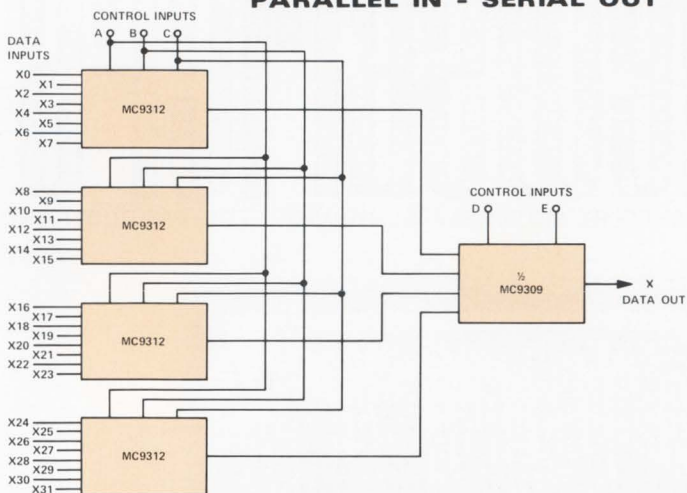 PARALLEL IN - SERIAL OUT
CONTROL INPUTS
A B C
DATA
INPUTS
X0
X1
X2
X3
X4
X5
X6
X7
MC9312
X8
X9
X10
X11
X12
X13
X14
X15
MC9312
CONTROL INPUTS
D E
½
MC9309
X
DATA OUT
X16
X17
X18
X19
X20
X21
X22
X23
MC9312
X24
X25
X26
X27
X28
X29
X30
X31
MC9312